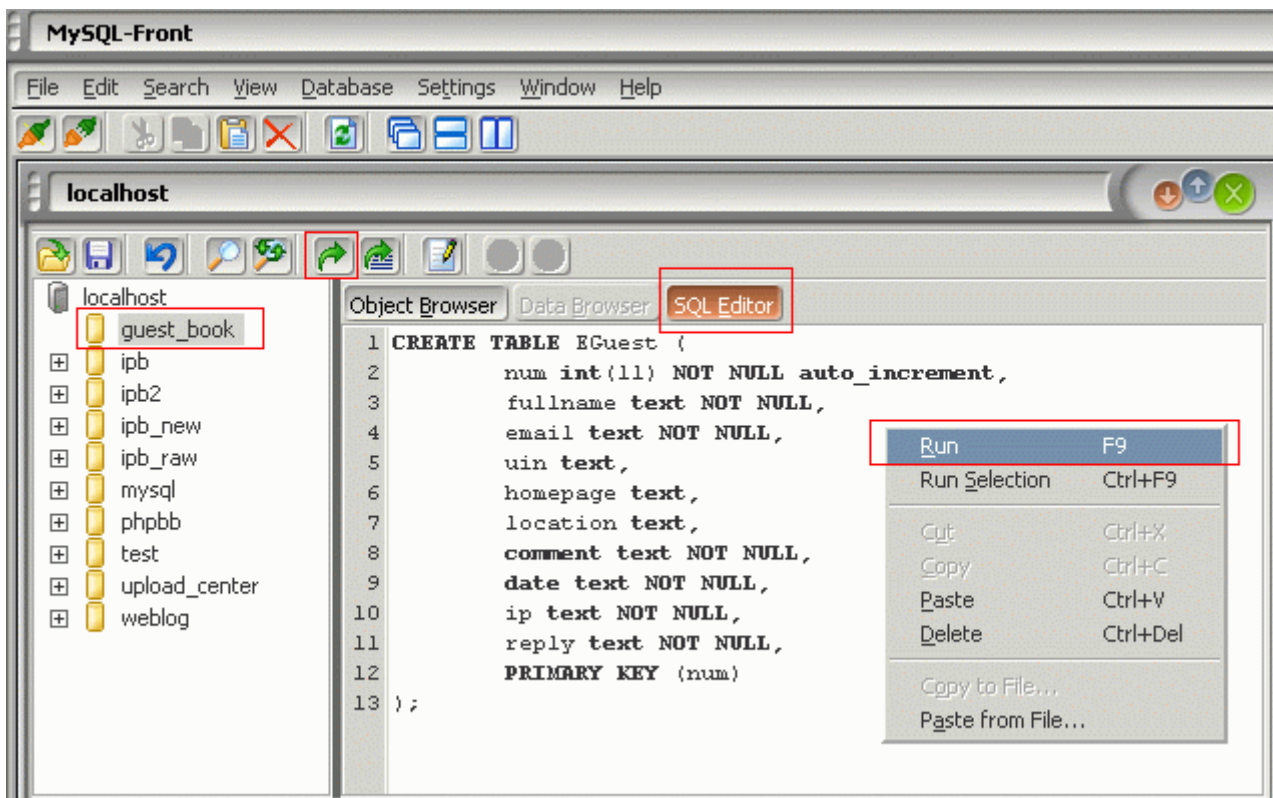 MySQL-Front
File Edit Search View Database Settings Window Help
localhost
localhost
guest_book
ipb
ipb2
ipb_new
ipb_raw
mysql
phpbb
test
upload_center
weblog
Object Browser Data Browser SQL Editor
1 CREATE TABLE EGuest (
2 num int(11) NOT NULL auto_increment,
3 fullname text NOT NULL,
4 email text NOT NULL,
5 uin text,
6 homepage text,
7 location text,
8 comment text NOT NULL,
9 date text NOT NULL,
10 ip text NOT NULL,
11 reply text NOT NULL,
12 PRIMARY KEY (num)
13 );
Run F9
Run Selection Ctrl+F9
Cut Ctrl+X
Copy Ctrl+C
Paste Ctrl+V
Delete Ctrl+Del
Copy to File...
Paste from File...